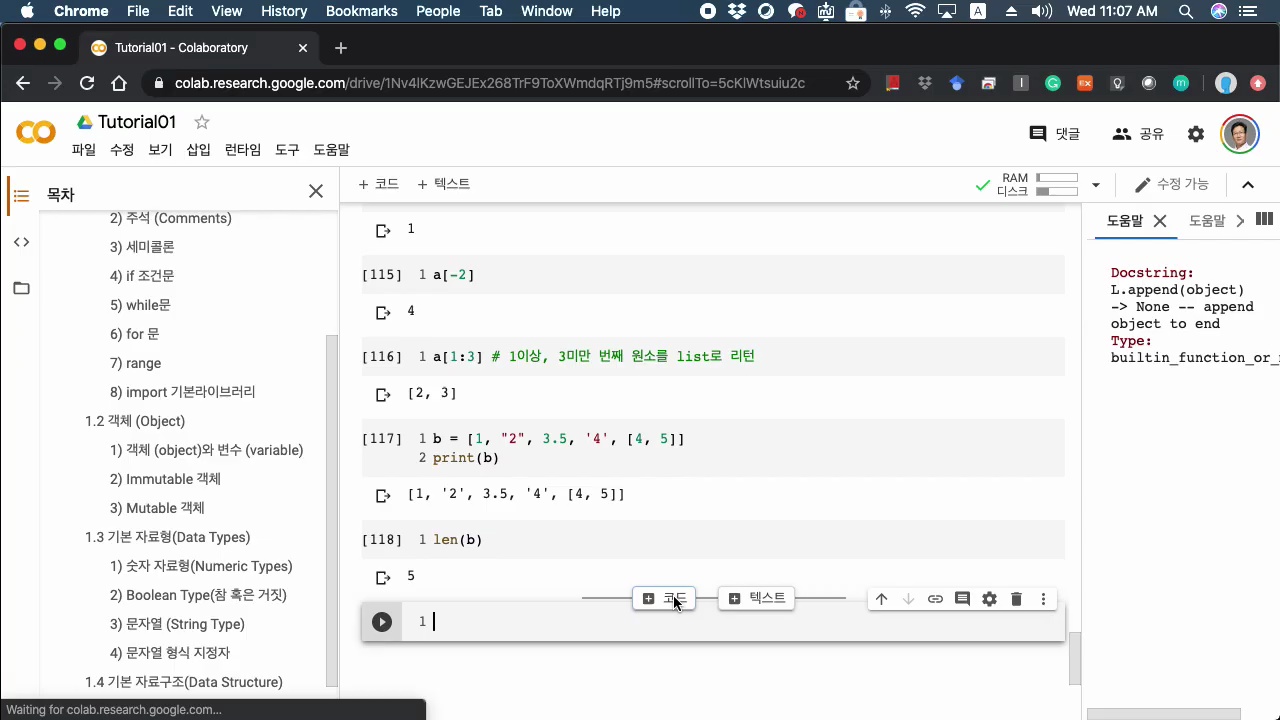 Chrome File Edit View History Bookmarks People Tab Window Help Wed 11:07 AM
Tutorial01 - Colaboratory
colab.research.google.com/drive/1Nv4lKzwGEJEx268TrF9ToXWmdqRTj9m5#scrollTo=5cKlWtsuiu2c
Tutorial01
댓글 공유
파일 수정 보기 삽입 런타임 도구 도움말
목차
+ 코드 + 텍스트
RAM
디스크
수정 가능
2) 주석 (Comments)
3) 세미콜론
4) if 조건문
5) while문
6) for 문
7) range
8) import 기본라이브러리
1.2 객체 (Object)
1) 객체 (object)와 변수 (variable)
2) Immutable 객체
3) Mutable 객체
1.3 기본 자료형(Data Types)
1) 숫자 자료형(Numeric Types)
2) Boolean Type(참 혹은 거짓)
3) 문자열 (String Type)
4) 문자열 형식 지정자
1.4 기본 자료구조(Data Structure)
1
[115] 1 a[-2]
4
[116] 1 a[1:3] # 1이상, 3미만 번째 원소를 list로 리턴
[2, 3]
[117] 1 b = [1, "2", 3.5, '4', [4, 5]]
2 print(b)
[1, '2', 3.5, '4', [4, 5]]
[118] 1 len(b)
5
코드 텍스트
1
도움말 도움말
Docstring:
L.append(object)
-> None -- append
object to end
Type:
builtin_function_or_
Waiting for colab.research.google.com...